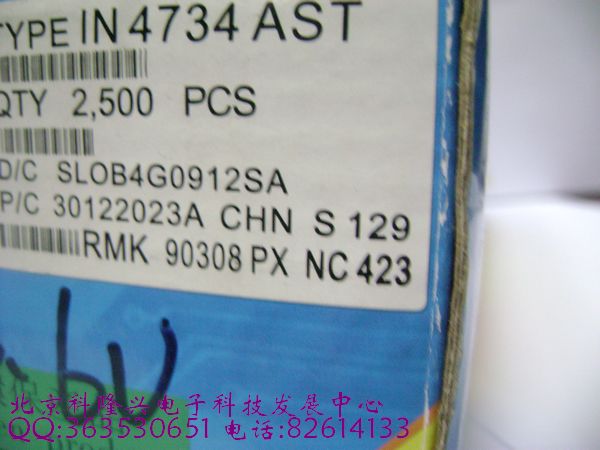 TYPE IN 4734 AST
QTY 2,500 PCS
D/C SLOB4G0912SA
P/C 30122023A CHN S 129
RMK 90308 PX NC 423
6V
北京科隆兴电子科技发展中心
QQ:363530651 电话:82614133